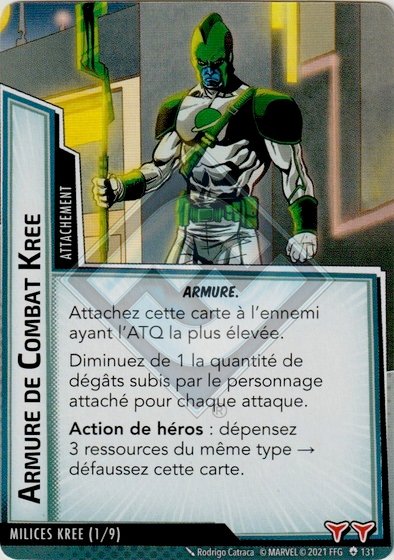 ARMURE DE COMBAT KREE
ATTACHEMENT
ARMURE.
Attachez cette carte à l'ennemi
ayant l'ATQ la plus élevée.
Diminuez de 1 la quantité de
dégâts subis par le personnage
attaché pour chaque attaque.
Action de héros : dépensez
3 ressources du même type →
défaussez cette carte.
MILICES KREE (1/9)
Rodrigo Catraca © MARVEL © 2021 FFG 131